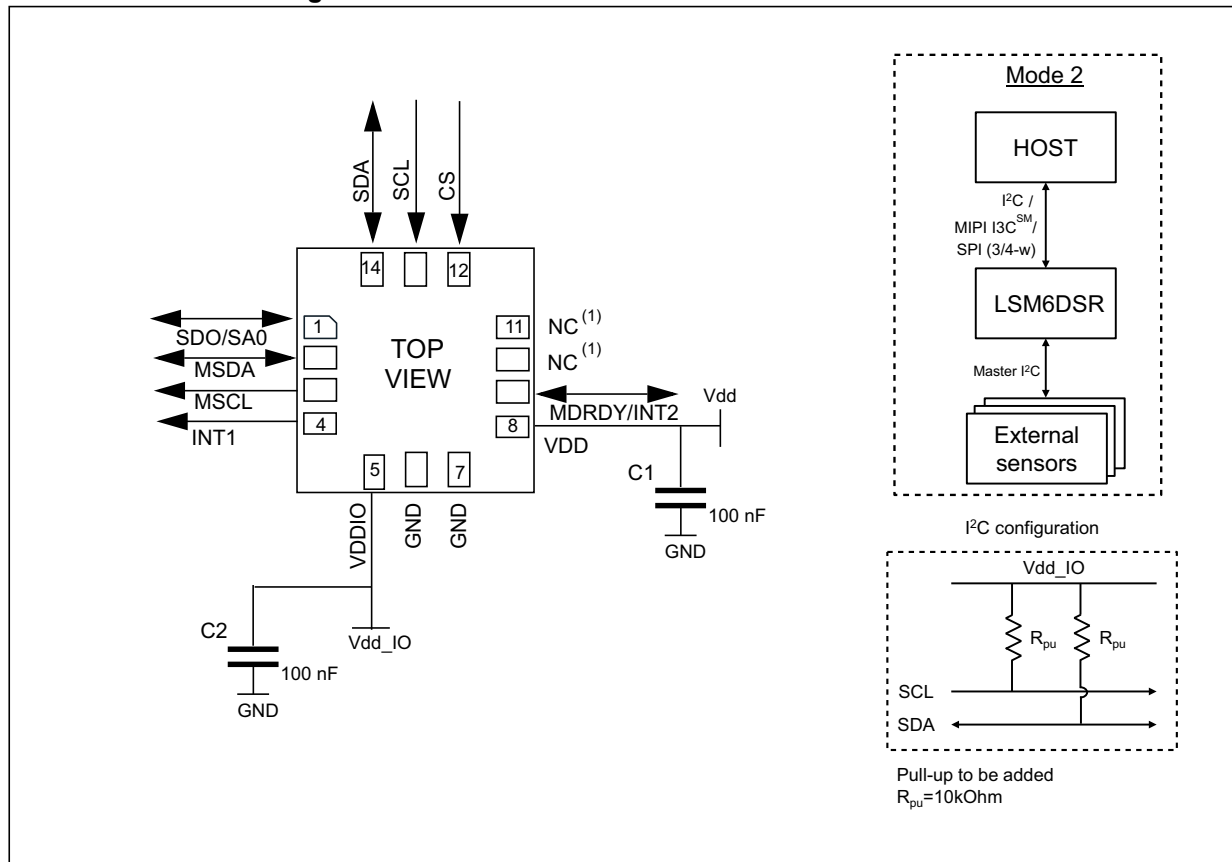 g
SDA
SCL
CS
14
12
1
11
NC (1)
SDO/SA0
TOP
VIEW
NC (1)
MSDA
MSCL
MDRDY/INT2
Vdd
4
8
INT1
VDD
5
7
C1
100 nF
GND
VDDIO
GND
GND
C2
Vdd_IO
100 nF
GND
Mode 2
HOST
I²C /
MIPI I3C SM/
SPI (3/4-w)
LSM6DSR
Master I²C
External
sensors
I²C configuration
Vdd_IO
Rpu
Rpu
SCL
SDA
Pull-up to be added
Rpu=10kOhm